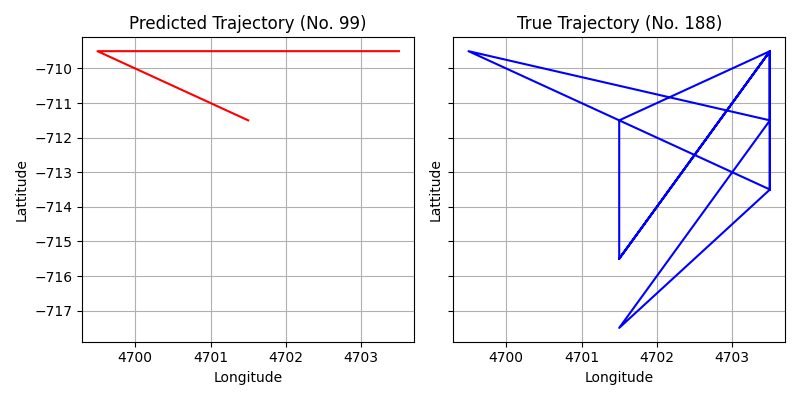 Predicted Trajectory (No. 99)
True Trajectory (No. 188)
−710
−711
−712
−713
−714
−715
−716
−717
Lattitude
Lattitude
4700 4701 4702 4703
4700 4701 4702 4703
Longitude
Longitude